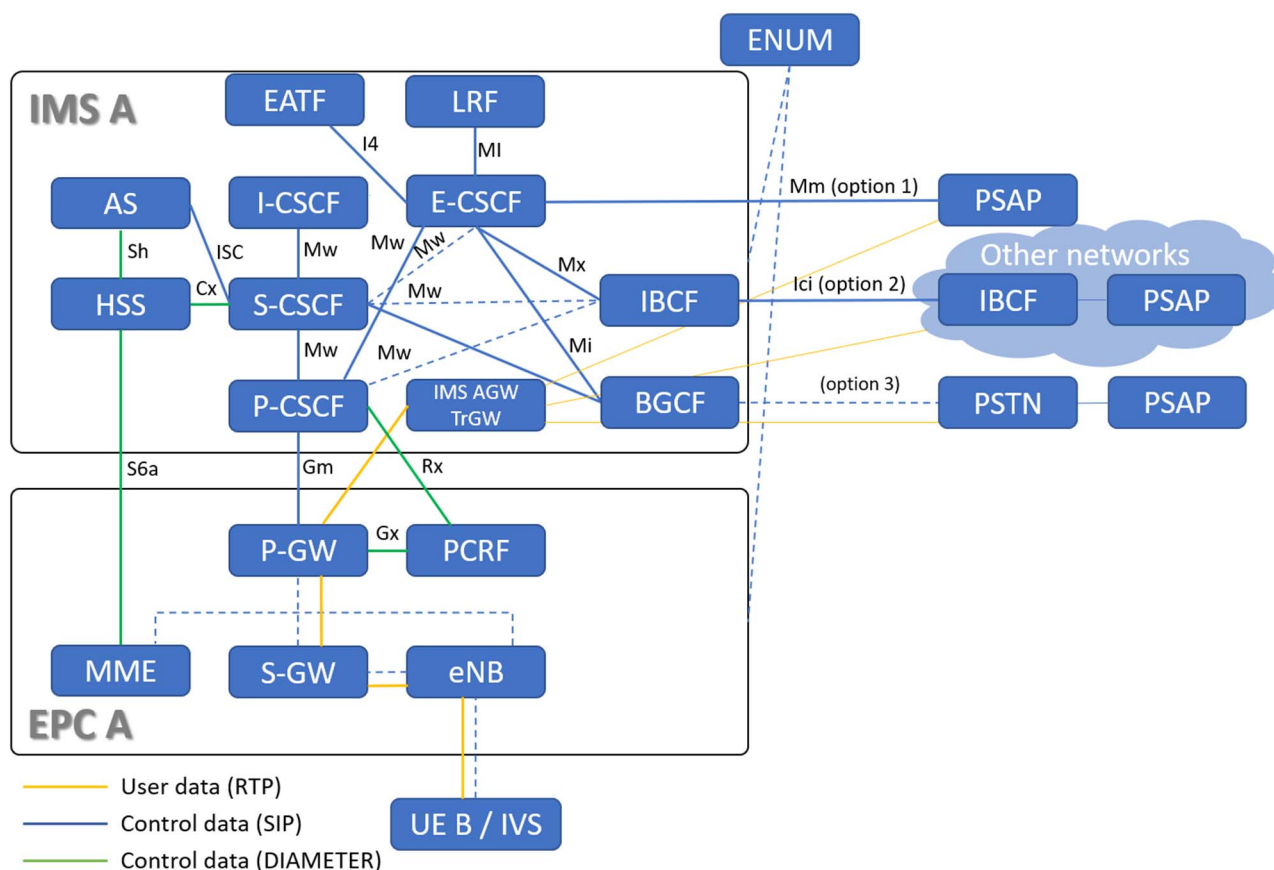 ENUM
IMS A
EATF
LRF
I4
MI
AS
I-CSCF
E-CSCF
Mm (option 1)
PSAP
Sh
ISC
Mw
Mw
Mw
Mx
Other networks
HSS
Cx
S-CSCF
Mw
IBCF
Ici (option 2)
IBCF
PSAP
Mw
Mw
Mi
P-CSCF
IMS AGW
TrGW
BGCF
(option 3)
PSTN
PSAP
S6a
Gm
Rx
P-GW
Gx
PCRF
MME
S-GW
eNB
EPC A
User data (RTP)
Control data (SIP)
Control data (DIAMETER)
UE B / IVS